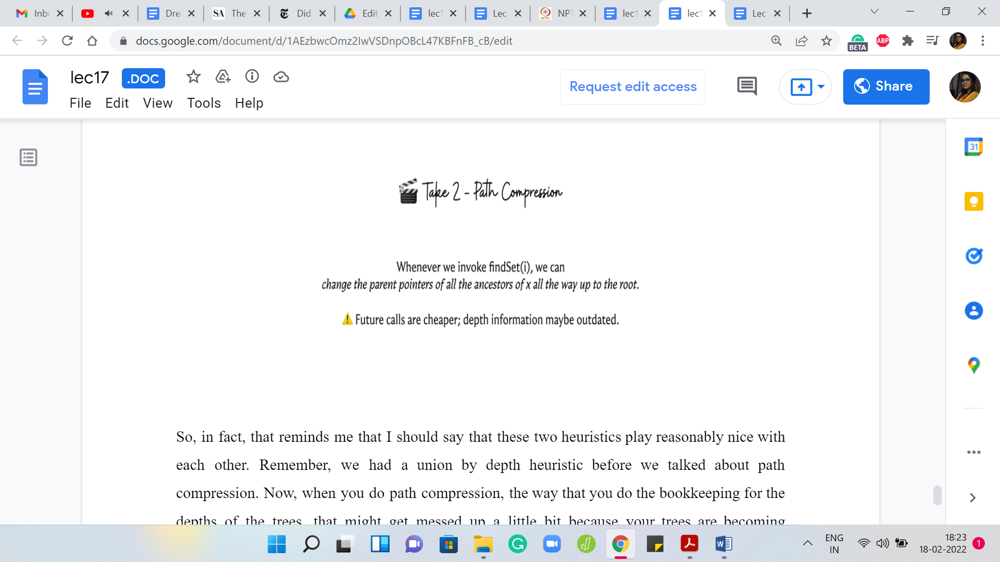 Inbo
Dre
SA The
Did
Edit
lec1
Lec
NPT
lec1
lec1
Lec
docs.google.com/document/d/1AEzbwcOmz2IwVSDnpOBcL47KBFnFB_cB/edit
BETA
ABP
lec17 .DOC
Request edit access
Share
File Edit View Tools Help
31
Take 2 - Path Compression
Whenever we invoke findSet(i), we can
change the parent pointers of all the ancestors of x all the way up to the root.
⚠ Future calls are cheaper; depth information maybe outdated.
So, in fact, that reminds me that I should say that these two heuristics play reasonably nice with
each other. Remember, we had a union by depth heuristic before we talked about path
compression. Now, when you do path compression, the way that you do the bookkeeping for the
depths of the trees, that might get messed up a little bit because your trees are becoming
ENG
IN
18:23
18-02-2022
1